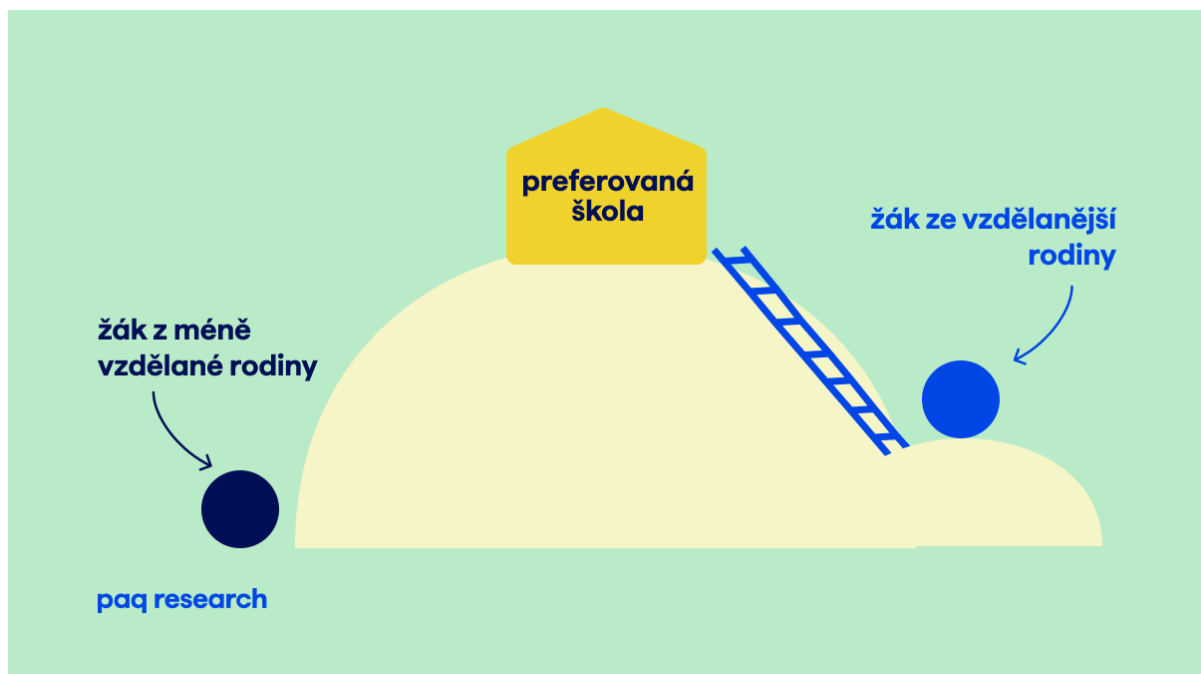 preferovaná
škola
žák ze vzdělanější
rodiny
žák z méně
vzdělané rodiny
paq research